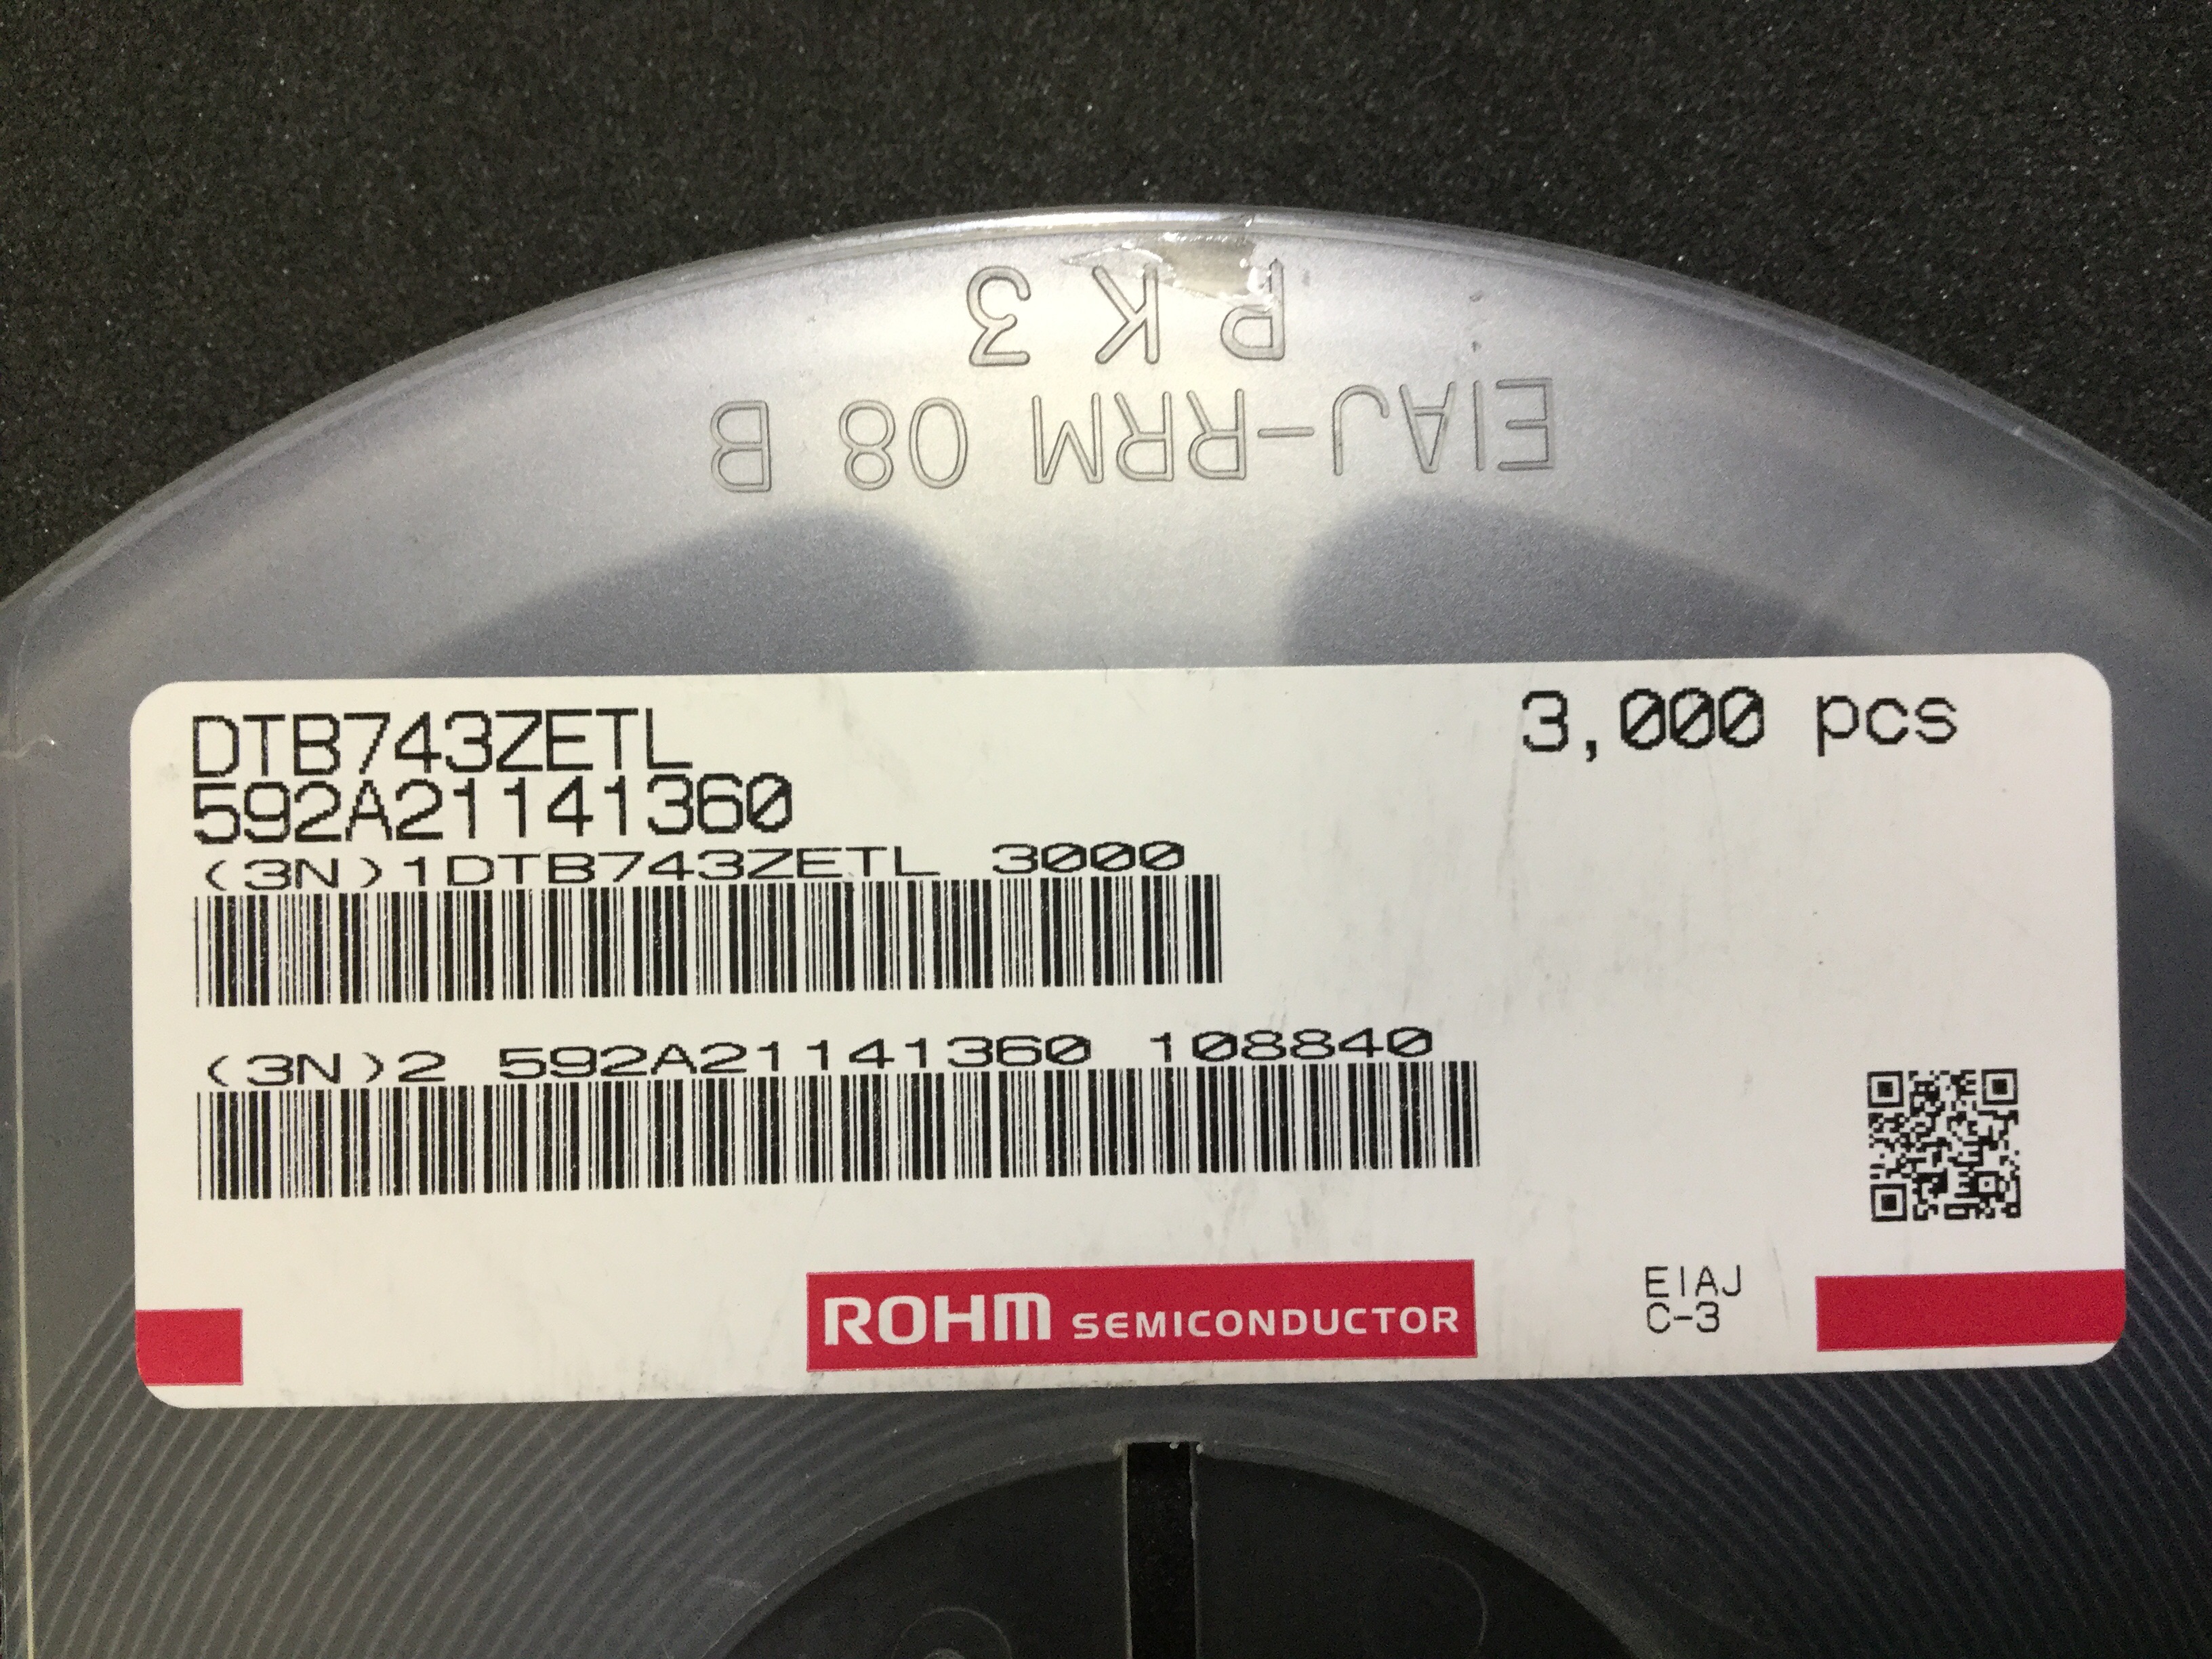 PK3
EIAJ-RRM 08 B
DTB743ZETL 3,000 pcs
592A21141360
(3N)1DTB743ZETL 3000
(3N)2 592A21141360 108840
ROHM SEMICONDUCTOR
EIAJ
C-3